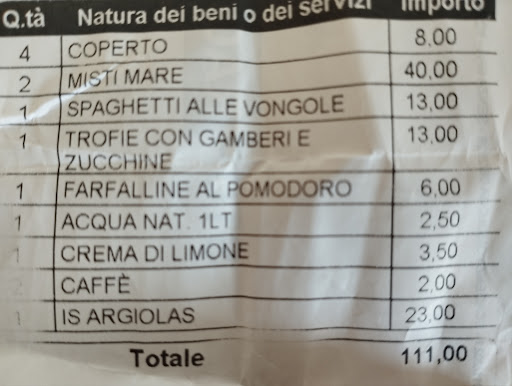 Q.tà Natura dei beni o dei servizi Importo
4 COPERTO 8,00
2 MISTI MARE 40,00
1 SPAGHETTI ALLE VONGOLE 13,00
1 TROFIE CON GAMBERI E 13,00
ZUCCHINE
1 FARFALLINE AL POMODORO 6,00
1 ACQUA NAT. 1LT 2,50
1 CREMA DI LIMONE 3,50
2 CAFFÈ 2,00
1 IS ARGIOLAS 23,00
Totale 111,00